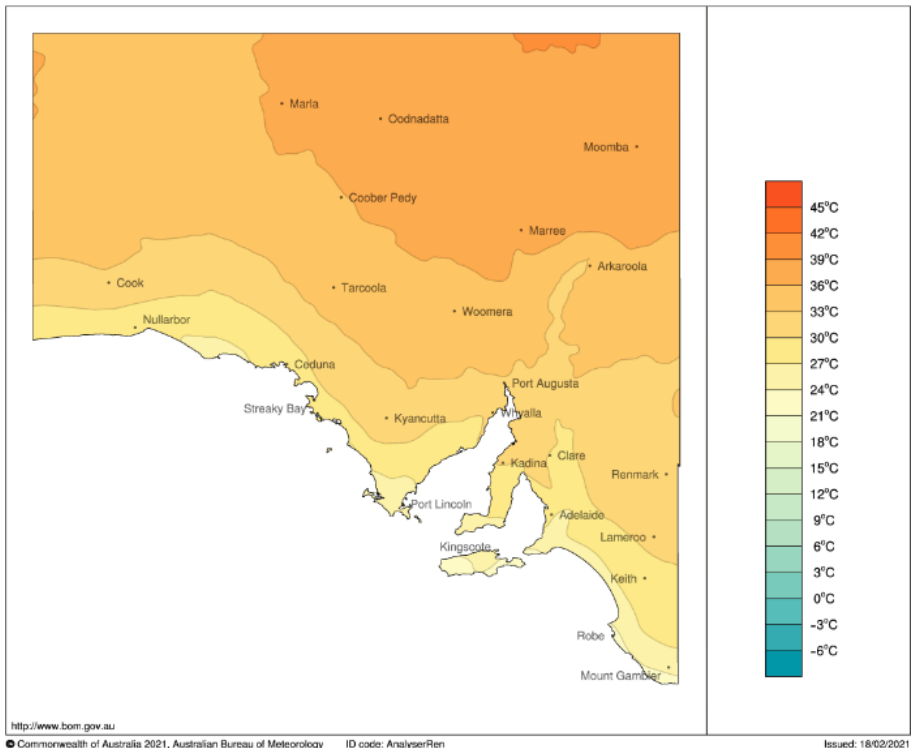 Marla
Oodnadatta
Moomba
Coober Pedy
Marree
Arkaroola
Cook
Tarcoola
Woomera
Nullarbor
Ceduna
Port Augusta
Streaky Bay
Kyancutta
Whyalla
Clare
Kadina
Renmark
Port Lincoln
Adelaide
Lameroo
Kingscote
Keith
Robe
Mount Gambier
45°C
42°C
39°C
36°C
33°C
30°C
27°C
24°C
21°C
18°C
15°C
12°C
9°C
6°C
3°C
0°C
-3°C
-6°C
http://www.bom.gov.au
© Commonwealth of Australia 2021, Australian Bureau of Meteorology ID code: AnalyserRen Issued: 18/02/2021